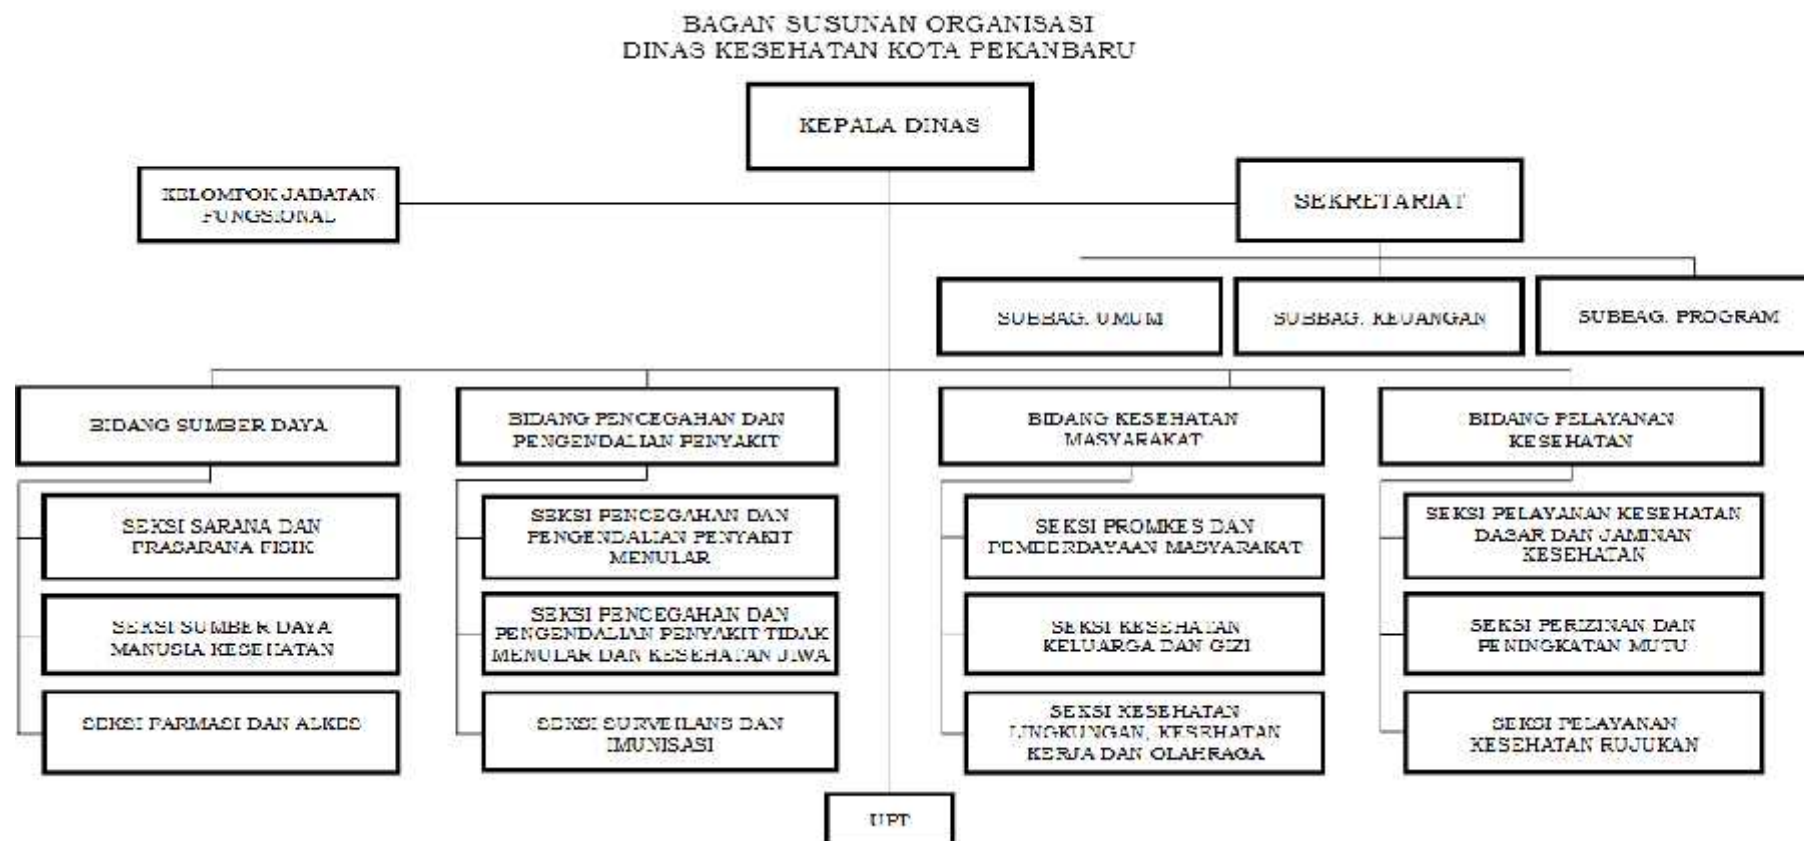 BAGAN SUSUNAN ORGANISASI
DINAS KESEHATAN KOTA PEKANBARU
KEPALA DINAS
KELOMPOK JABATAN
FUNGSIONAL
SEKRETARIAT
SUBBAG. UMUM
SUBBAG. KEUANGAN
SUBBAG. PROGRAM
BIDANG SUMBER DAYA
BIDANG PENCEGAHAN DAN
PENGENDALIAN PENYAKIT
BIDANG KESEHATAN
MASYARAKAT
BIDANG PELAYANAN
KESEHATAN
SEKSI SARANA DAN
PRASARANA FISIK
SEKSI PENCEGAHAN DAN
PENGENDALIAN PENYAKIT
MENULAR
SEKSI PROMKES DAN
PEMBERDAYAAN MASYARAKAT
SEKSI PELAYANAN KESEHATAN
DASAR DAN JAMINAN
KESEHATAN
SEKSI SUMBER DAYA
MANUSIA KESEHATAN
SEKSI PENCEGAHAN DAN
PENGENDALIAN PENYAKIT TIDAK
MENULAR DAN KESEHATAN JIWA
SEKSI KESEHATAN
KELUARGA DAN GIZI
SEKSI PERIZINAN DAN
PENINGKATAN MUTU
SEKSI FARMASI DAN ALKES
SEKSI SURVEILANS DAN
IMUNISASI
SEKSI KESEHATAN
LINGKUNGAN, KESEHATAN
KERJA DAN OLAHRAGA
SEKSI PELAYANAN
KESEHATAN RUJUKAN
UPT